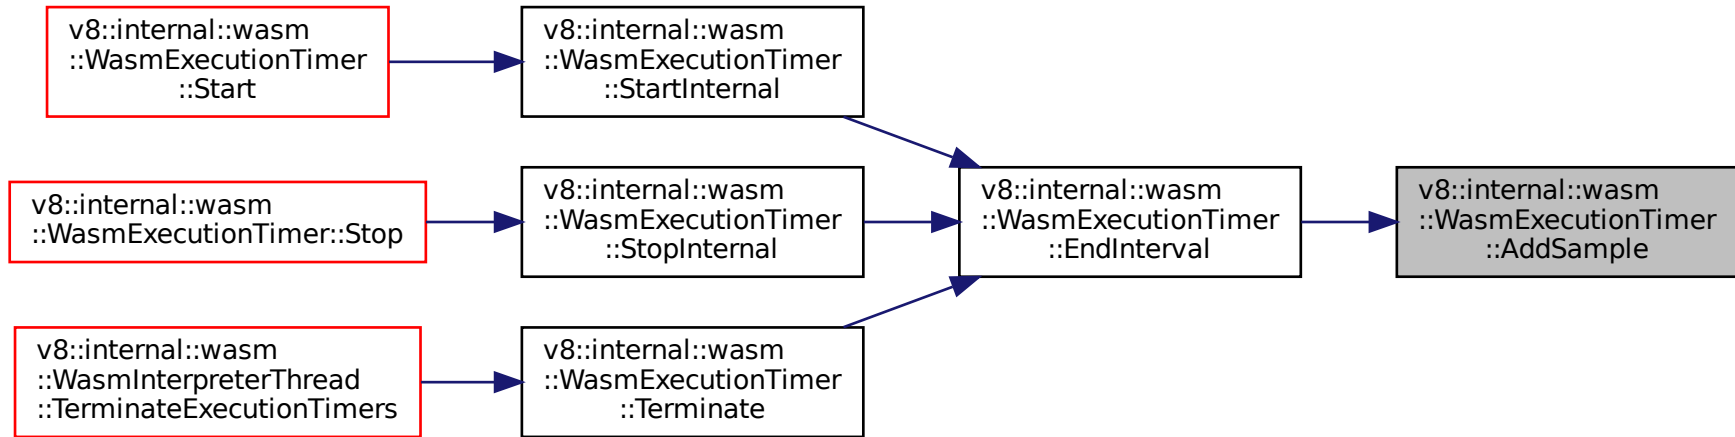 v8::internal::wasm
::WasmExecutionTimer
::Start
v8::internal::wasm
::WasmExecutionTimer
::StartInternal
v8::internal::wasm
::WasmExecutionTimer::Stop
v8::internal::wasm
::WasmExecutionTimer
::StopInternal
v8::internal::wasm
::WasmExecutionTimer
::EndInterval
v8::internal::wasm
::WasmExecutionTimer
::AddSample
v8::internal::wasm
::WasmInterpreterThread
::TerminateExecutionTimers
v8::internal::wasm
::WasmExecutionTimer
::Terminate